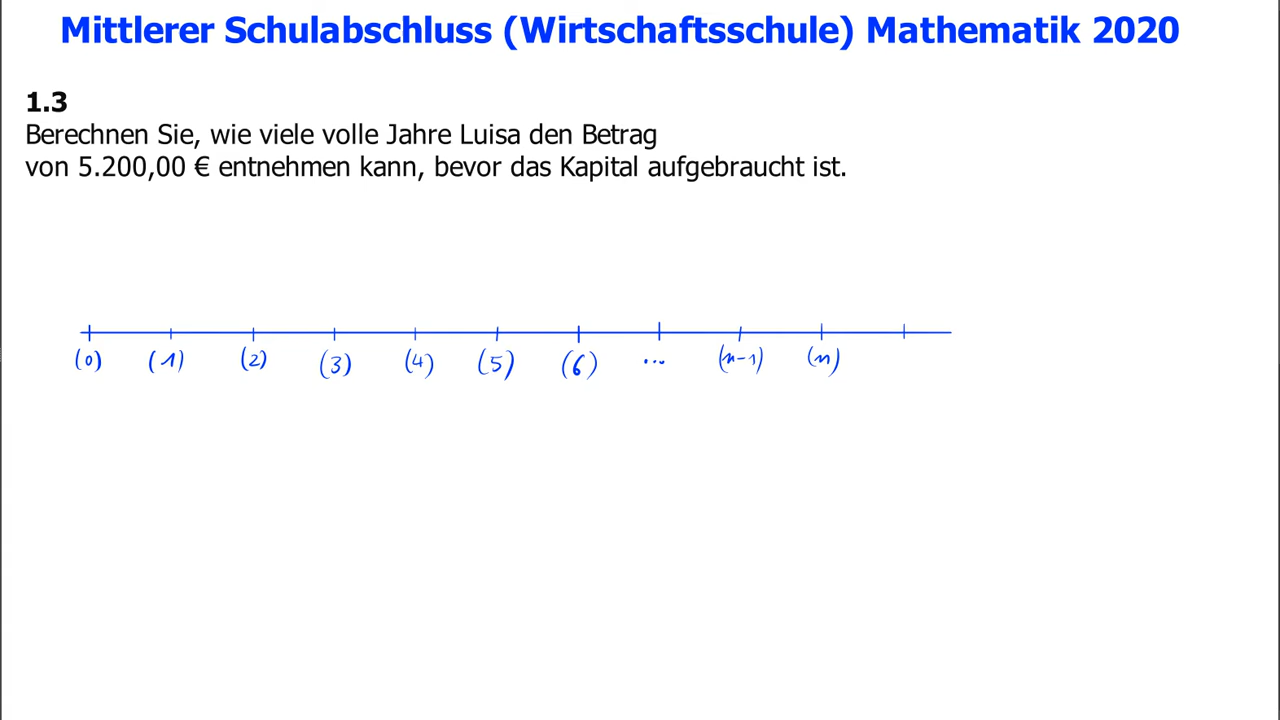 Mittlerer Schulabschluss (Wirtschaftsschule) Mathematik 2020
1.3
Berechnen Sie, wie viele volle Jahre Luisa den Betrag
von 5.200,00 € entnehmen kann, bevor das Kapital aufgebraucht ist.
(0) (1) (2) (3) (4) (5) (6) ... (n-1) (n)